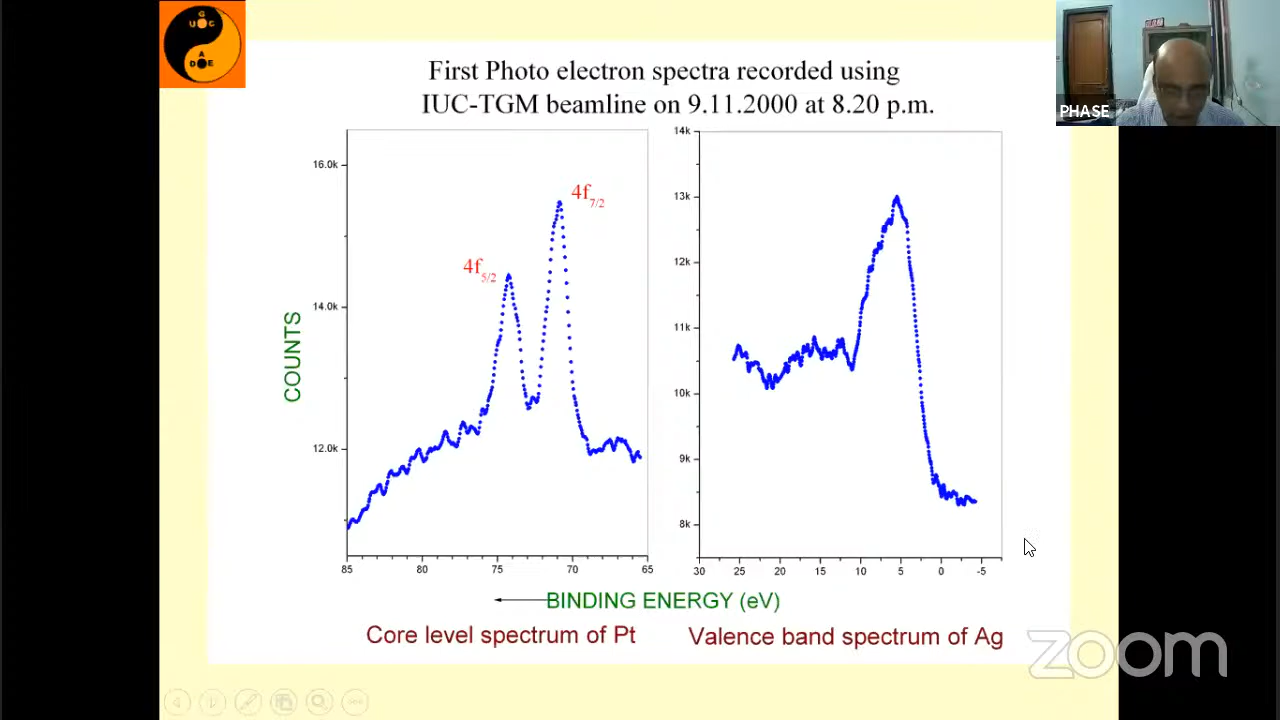 G
U G C
A
D E
PHASE
First Photo electron spectra recorded using
IUC-TGM beamline on 9.11.2000 at 8.20 p.m.
COUNTS
16.0k
14.0k
12.0k
4f5/2
4f7/2
85 80 75 70 65
14k
13k
12k
11k
10k
9k
8k
30 25 20 15 10 5 0 -5
BINDING ENERGY (eV)
Core level spectrum of Pt
Valence band spectrum of Ag
zoom